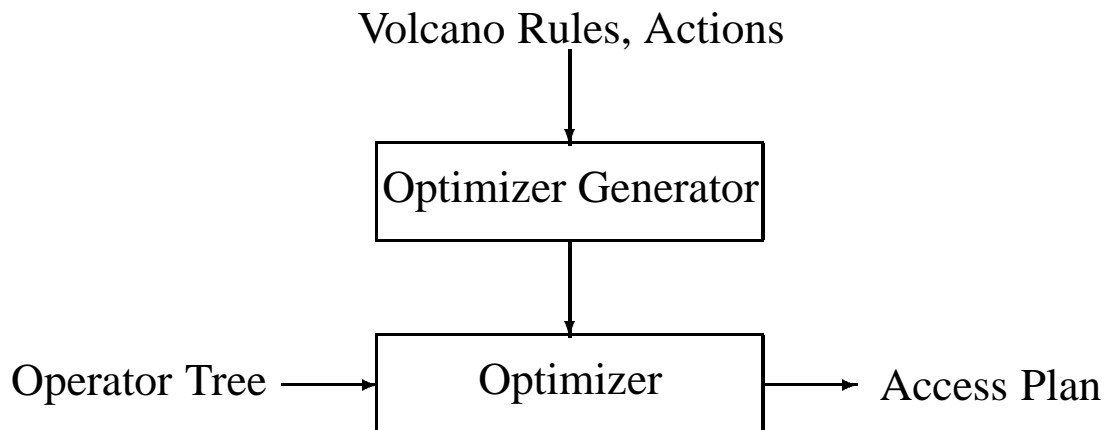 Volcano Rules, Actions
Optimizer Generator
Operator Tree
Optimizer
Access Plan